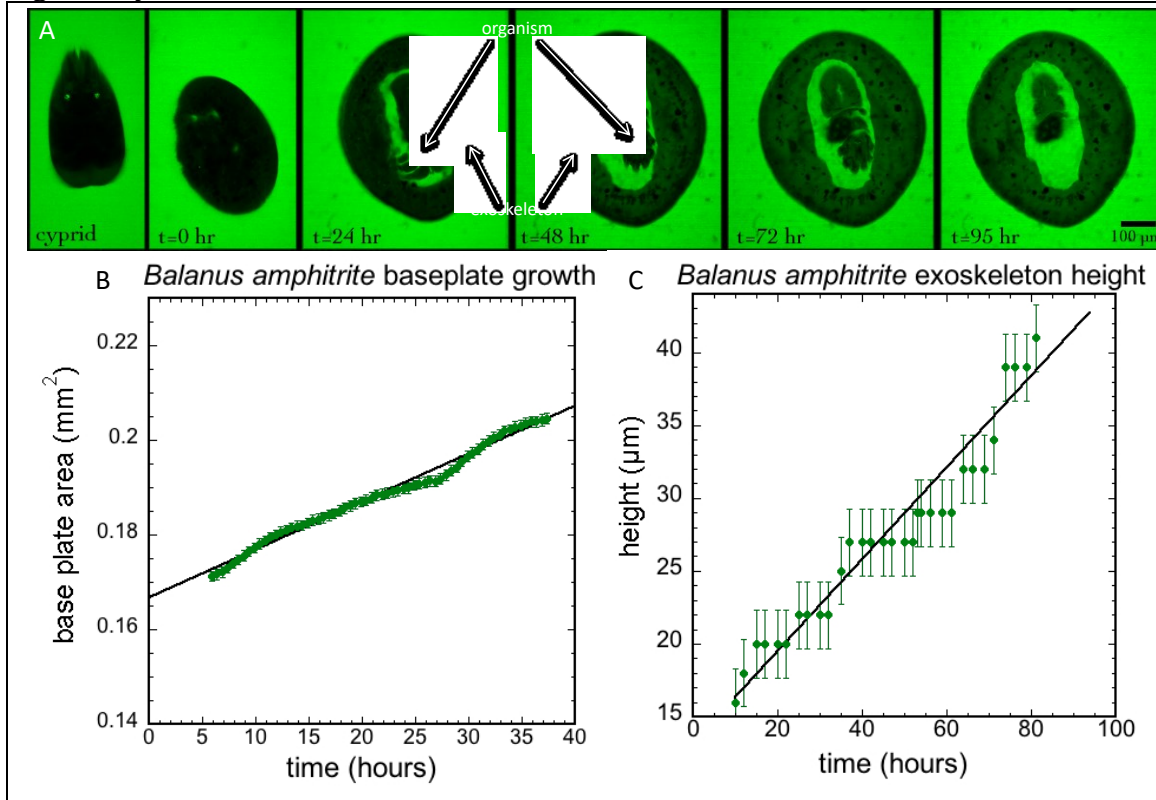 A
organism
exoskeleton
cyprid
t=0 hr
t=24 hr
t=48 hr
t=72 hr
t=95 hr
100 µm
B
Balanus amphitrite baseplate growth
base plate area (mm²)
0.22
0.2
0.18
0.16
0.14
0 5 10 15 20 25 30 35 40
time (hours)
C
Balanus amphitrite exoskeleton height
height (µm)
40
35
30
25
20
15
0 20 40 60 80 100
time (hours)